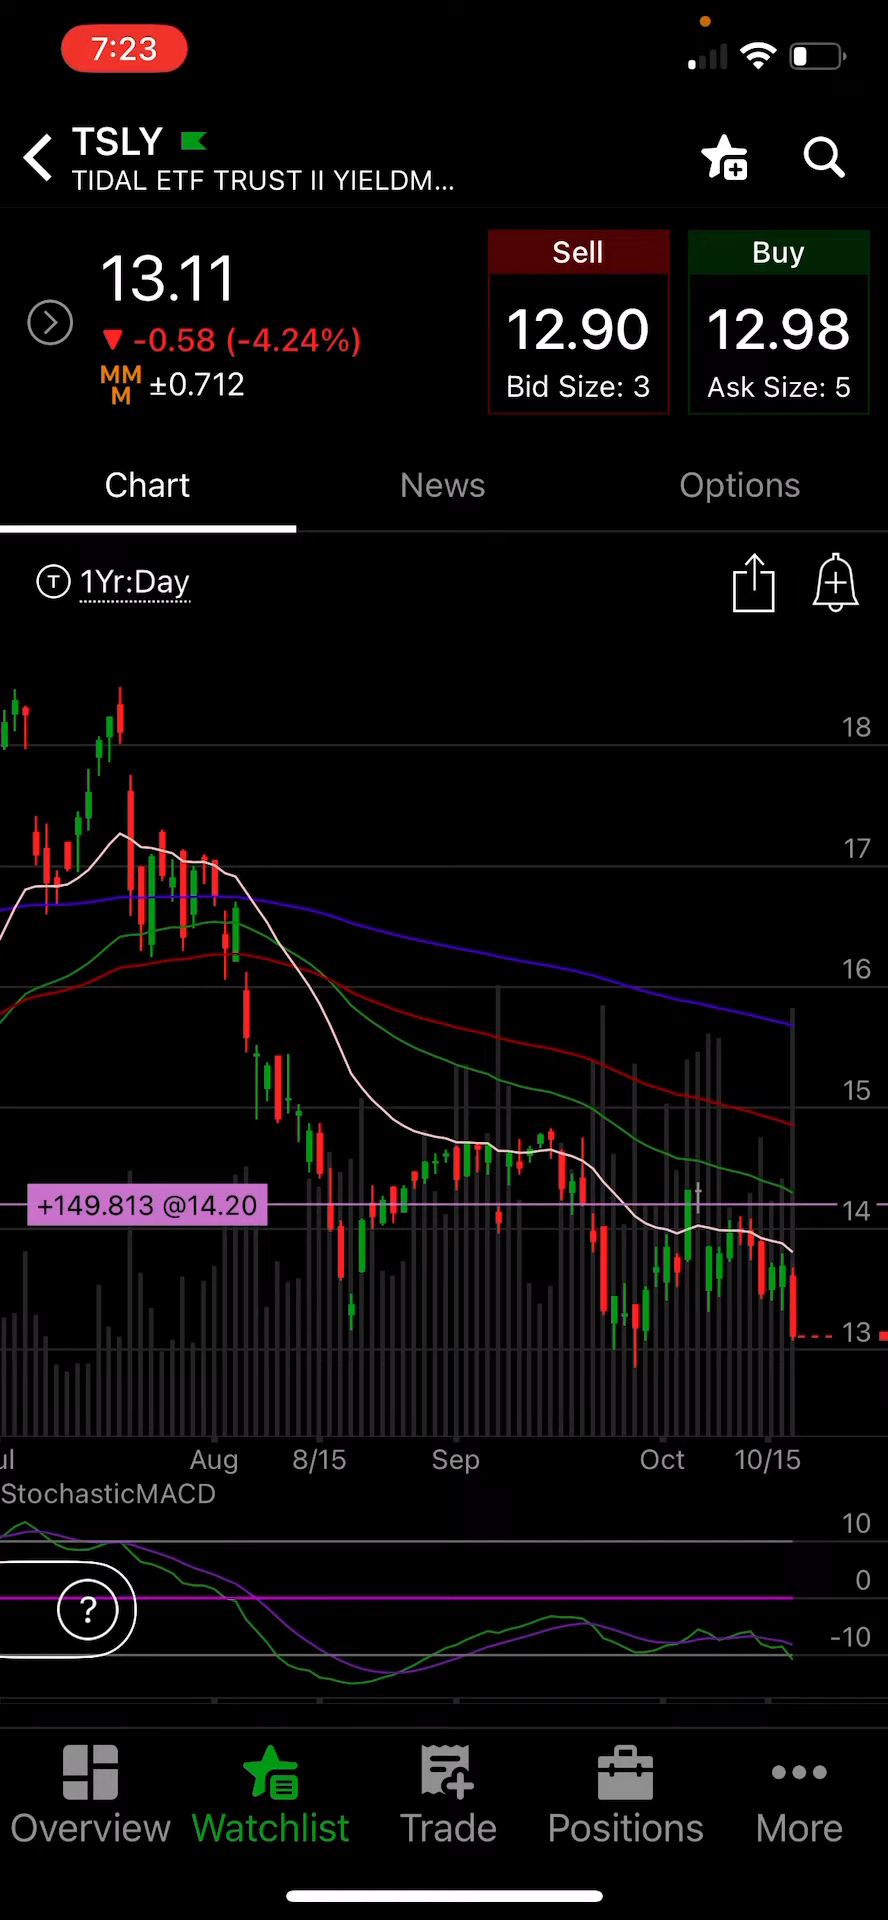 7:23
TSLY
TIDAL ETF TRUST II YIELDM...
13.11
-0.58 (-4.24%)
MM
M
±0.712
Sell
12.90
Bid Size: 3
Buy
12.98
Ask Size: 5
Chart
News
Options
T
1Yr:Day
18
17
16
15
+149.813 @14.20
14
13
ul
Aug
8/15
Sep
Oct
10/15
StochasticMACD
10
0
-10
?
Overview
Watchlist
Trade
Positions
More